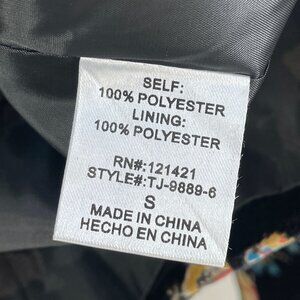 SELF:
100% POLYESTER
LINING:
100% POLYESTER
RN#:121421
STYLE#:TJ-9889-6
S
MADE IN CHINA
HECHO EN CHINA